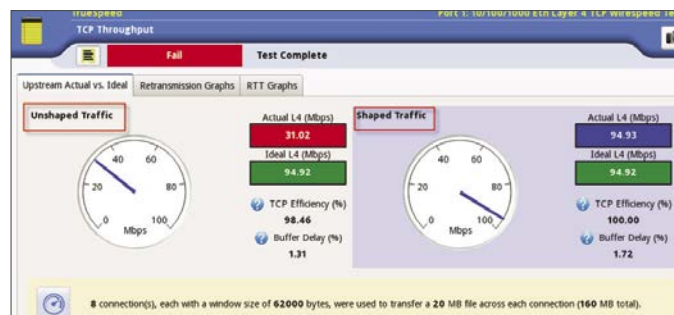 TrueSpeed
Port 1: 10/100/1000 Eth Layer 4 TCP Wirespeed Te
TCP Throughput
Fail
Test Complete
Upstream Actual vs. Ideal
Retransmission Graphs
RTT Graphs
Unshaped Traffic
0
20
40
60
80
100
Mbps
Actual L4 (Mbps)
31.02
Ideal L4 (Mbps)
94.92
TCP Efficiency (%)
98.46
Buffer Delay (%)
1.31
Shaped Traffic
0
20
40
60
80
100
Mbps
Actual L4 (Mbps)
94.93
Ideal L4 (Mbps)
94.92
TCP Efficiency (%)
100.00
Buffer Delay (%)
1.72
8 connection(s), each with a window size of 62000 bytes, were used to transfer a 20 MB file across each connection (160 MB total).